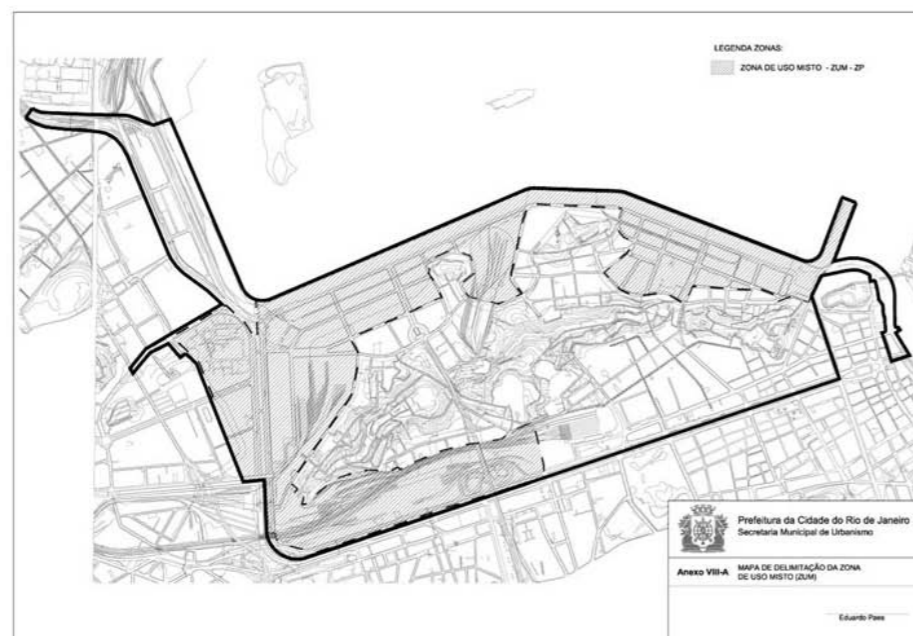 LEGENDA ZONAS:
ZONA DE USO MISTO - ZUM - ZP
Prefeitura da Cidade do Rio de Janeiro
Secretaria Municipal de Urbanismo
Anexo VIII-A
MAPA DE DELIMITAÇÃO DA ZONA
DE USO MISTO (ZUM)
Eduardo Paes